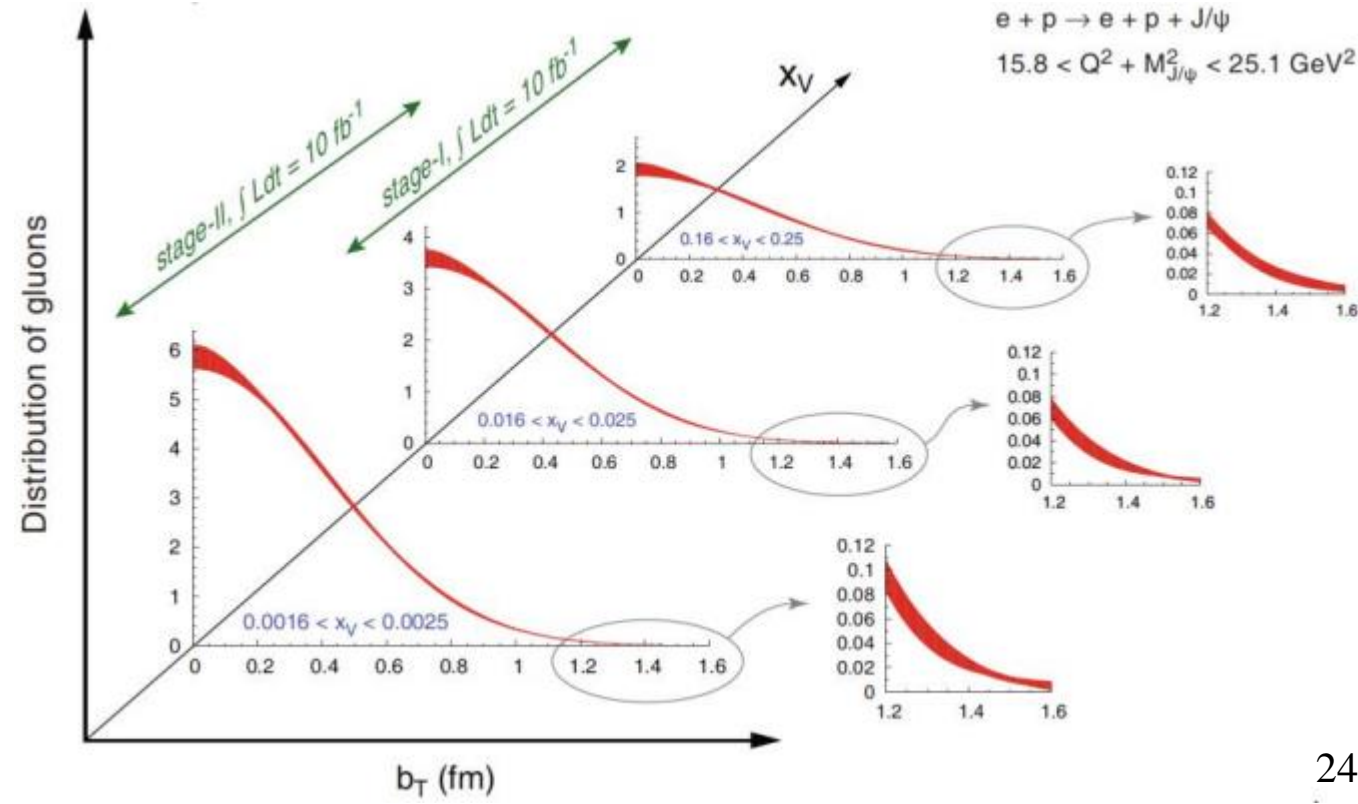 e + p → e + p + J/ψ
15.8 < Q² + M²_J/ψ < 25.1 GeV²
stage-II, ∫ Ldt = 10 fb⁻¹
stage-I, ∫ Ldt = 10 fb⁻¹
x_V
Distribution of gluons
b_T (fm)
2
1
0
0.16 < x_V < 0.25
0 0.2 0.4 0.6 0.8 1 1.2 1.4 1.6
0.12
0.1
0.08
0.06
0.04
0.02
0
1.2 1.4 1.6
4
3
2
1
0
0.016 < x_V < 0.025
0 0.2 0.4 0.6 0.8 1 1.2 1.4 1.6
0.12
0.1
0.08
0.06
0.04
0.02
0
1.2 1.4 1.6
6
5
4
3
2
1
0
0.0016 < x_V < 0.0025
0 0.2 0.4 0.6 0.8 1 1.2 1.4 1.6
0.12
0.1
0.08
0.06
0.04
0.02
0
1.2 1.4 1.6
24